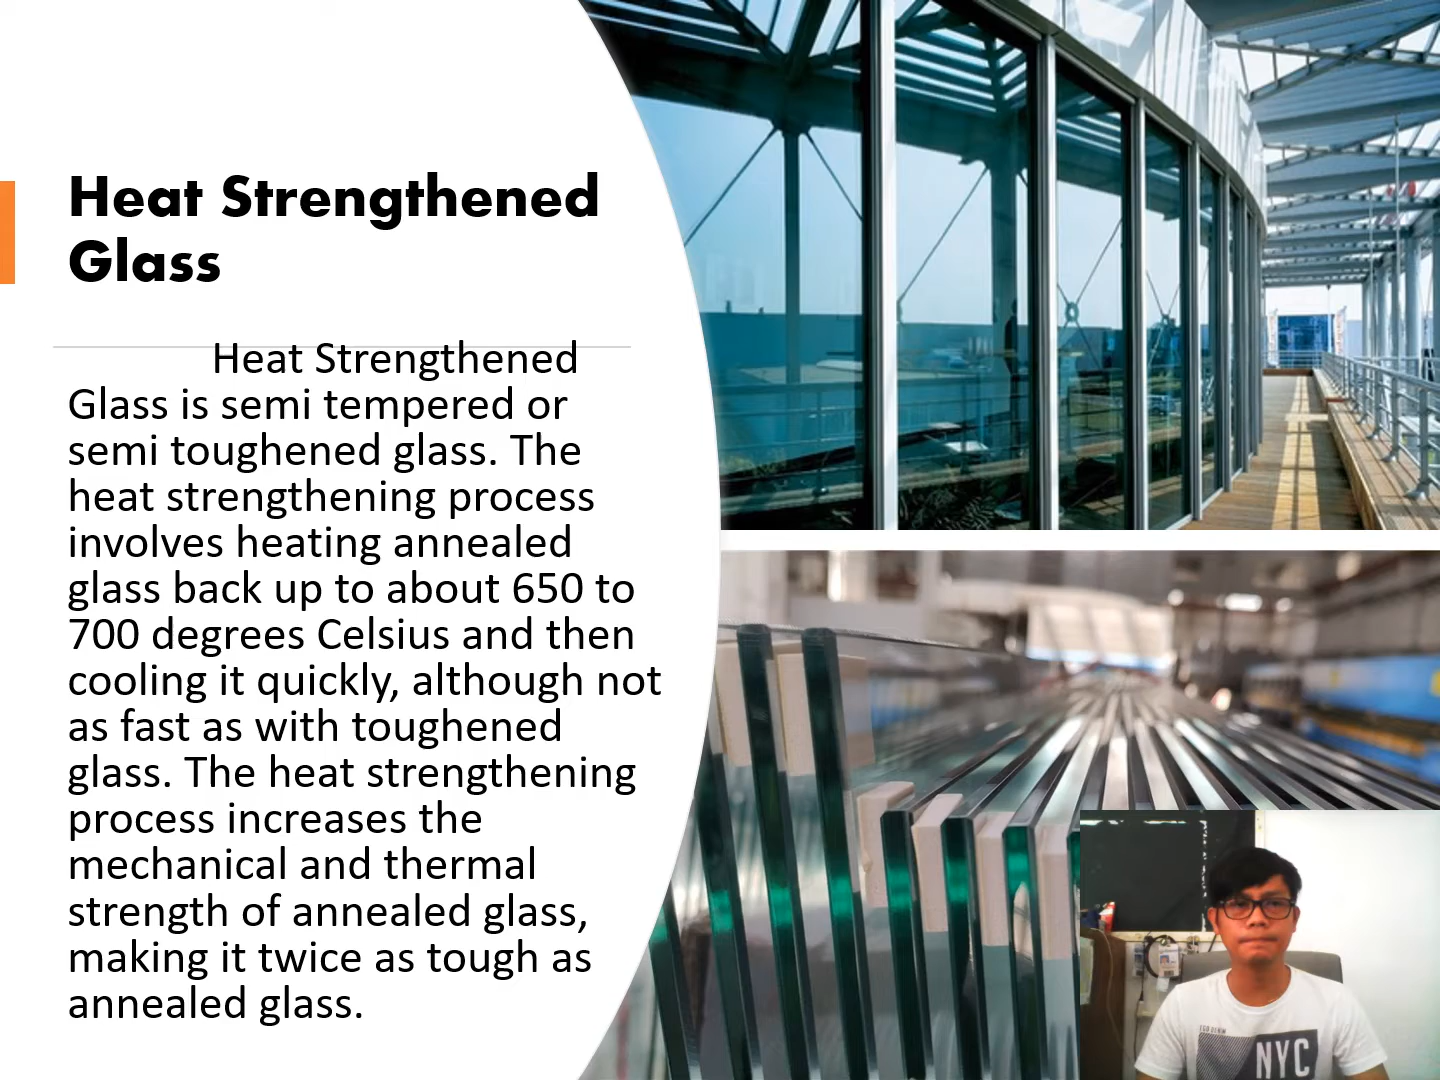 Heat Strengthened
Glass
Heat Strengthened
Glass is semi tempered or
semi toughened glass. The
heat strengthening process
involves heating annealed
glass back up to about 650 to
700 degrees Celsius and then
cooling it quickly, although not
as fast as with toughened
glass. The heat strengthening
process increases the
mechanical and thermal
strength of annealed glass,
making it twice as tough as
annealed glass.
NYC